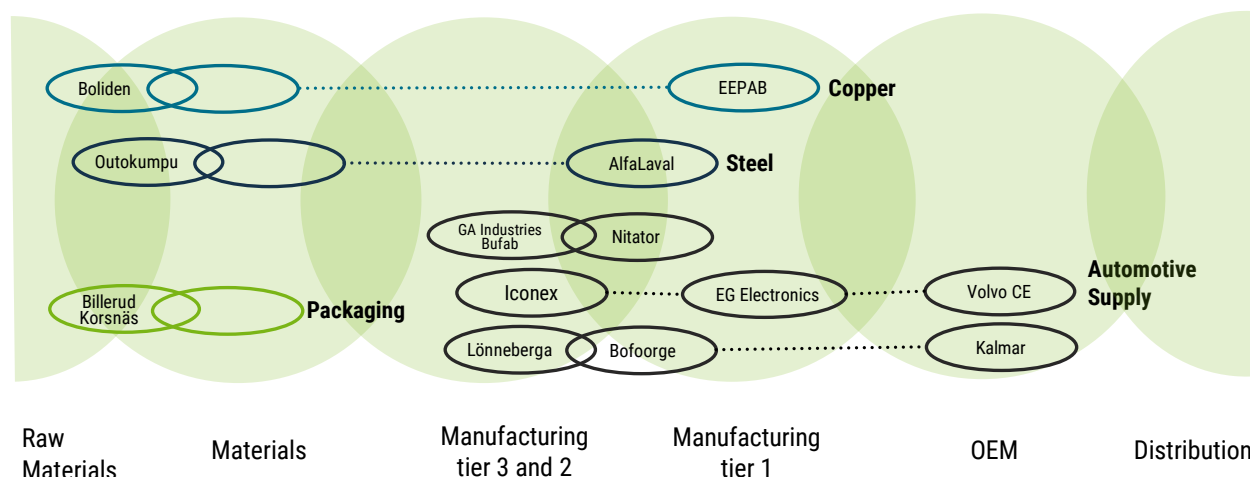 Boliden
EEPAB
Copper
Outokumpu
AlfaLaval
Steel
GA Industries
Bufab
Nitator
Billerud
Korsnäs
Packaging
Iconex
EG Electronics
Volvo CE
Automotive
Supply
Lönneberga
Bofoorge
Kalmar
Raw
Materials
Materials
Manufacturing
tier 3 and 2
Manufacturing
tier 1
OEM
Distribution